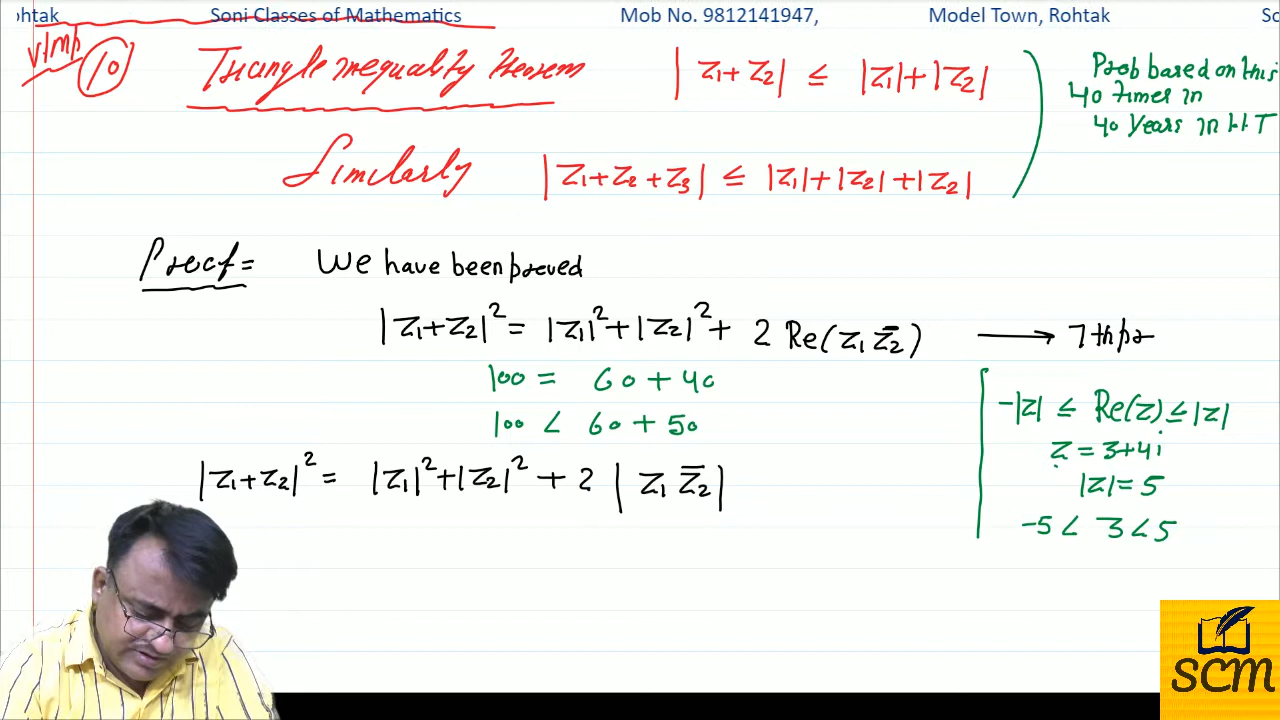 ohtak Soni Classes of Mathematics Mob No. 9812141947, Model Town, Rohtak Sc
v/mp
10 Triangle inequality theorem |z₁+z₂| ≤ |z₁|+|z₂|
Prob based on this
40 times in
40 Years in IIT
Similarly |z₁+z₂+z₃| ≤ |z₁|+|z₂|+|z₂|
Proof = We have been proved
|z₁+z₂|² = |z₁|²+|z₂|²+ 2 Re(z₁ z̄₂) → 7th pr
100 = 60 + 40
100 < 60 + 50
-|z| ≤ Re(z) ≤ |z|
z = 3+4i
|z| = 5
-5 < 3 < 5
|z₁+z₂|² = |z₁|²+|z₂|² + 2 | z₁ z̄₂|
SCM